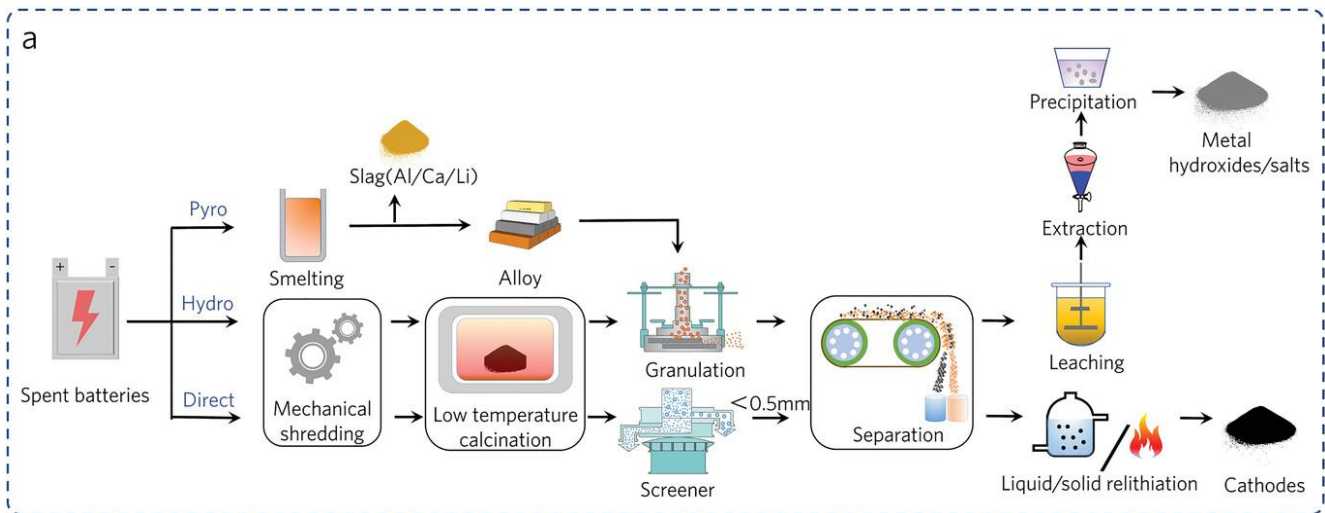 a
Precipitation
Metal
hydroxides/salts
Slag(Al/Ca/Li)
Pyro
Extraction
Smelting
Alloy
+ −
Hydro
Leaching
Granulation
Spent batteries
Direct
Mechanical
shredding
Low temperature
calcination
<0.5mm
Separation
Screener
Liquid/solid relithiation
Cathodes